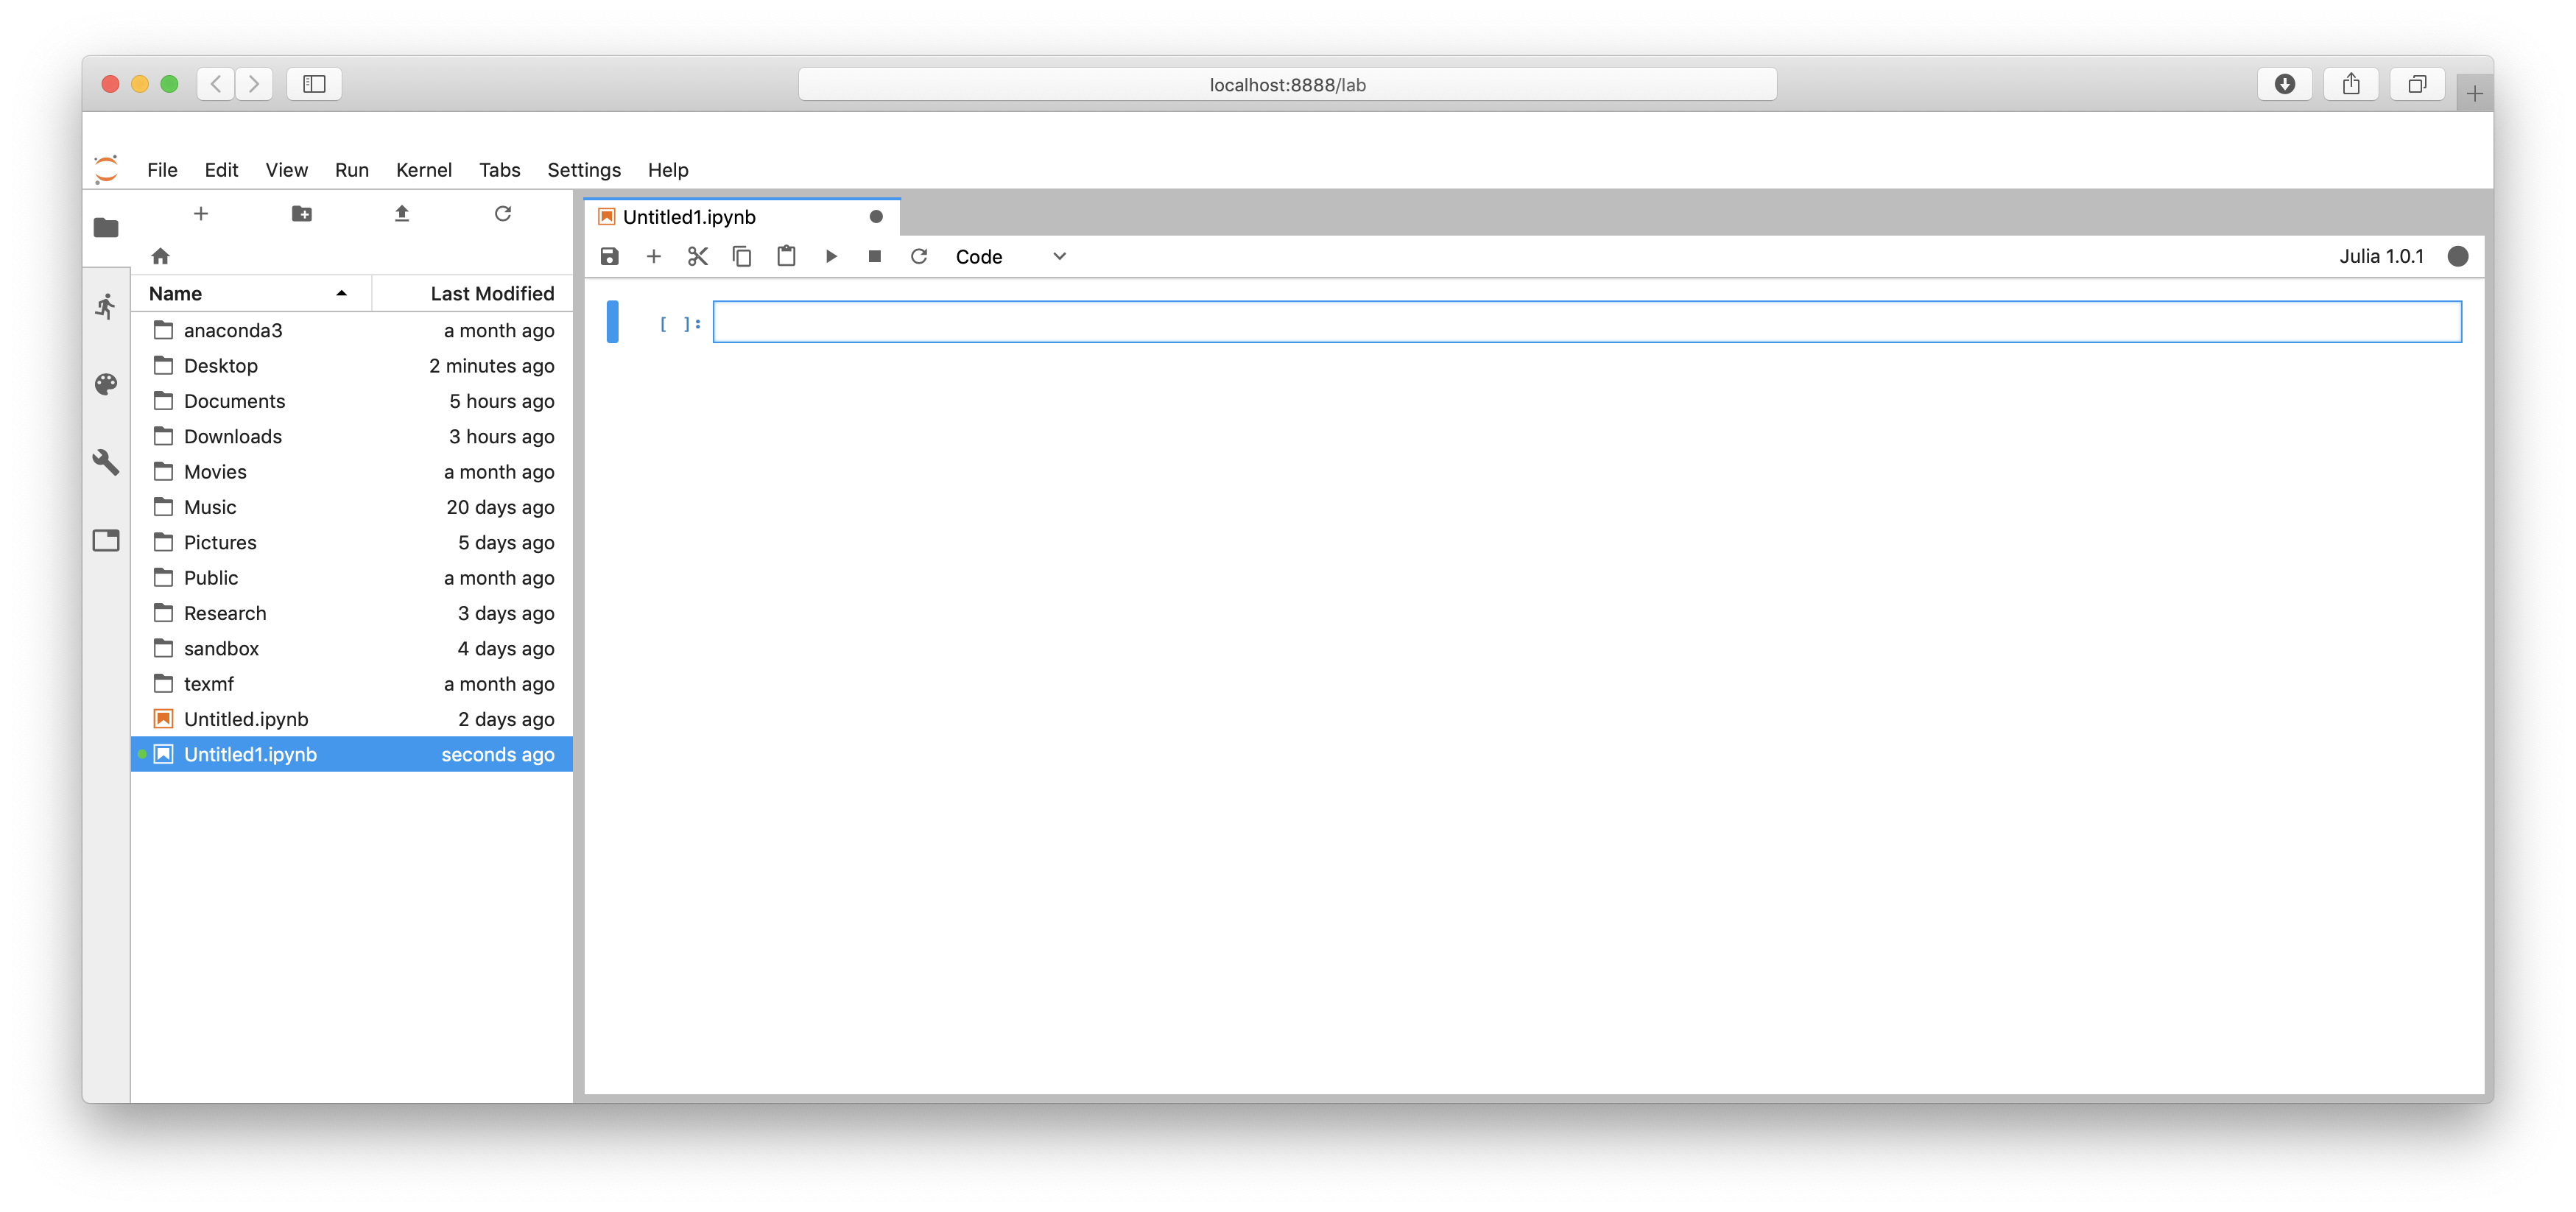 localhost:8888/lab
File Edit View Run Kernel Tabs Settings Help
Untitled1.ipynb
Code
Julia 1.0.1
Name Last Modified
anaconda3 a month ago
Desktop 2 minutes ago
Documents 5 hours ago
Downloads 3 hours ago
Movies a month ago
Music 20 days ago
Pictures 5 days ago
Public a month ago
Research 3 days ago
sandbox 4 days ago
texmf a month ago
Untitled.ipynb 2 days ago
Untitled1.ipynb seconds ago
[ ]: